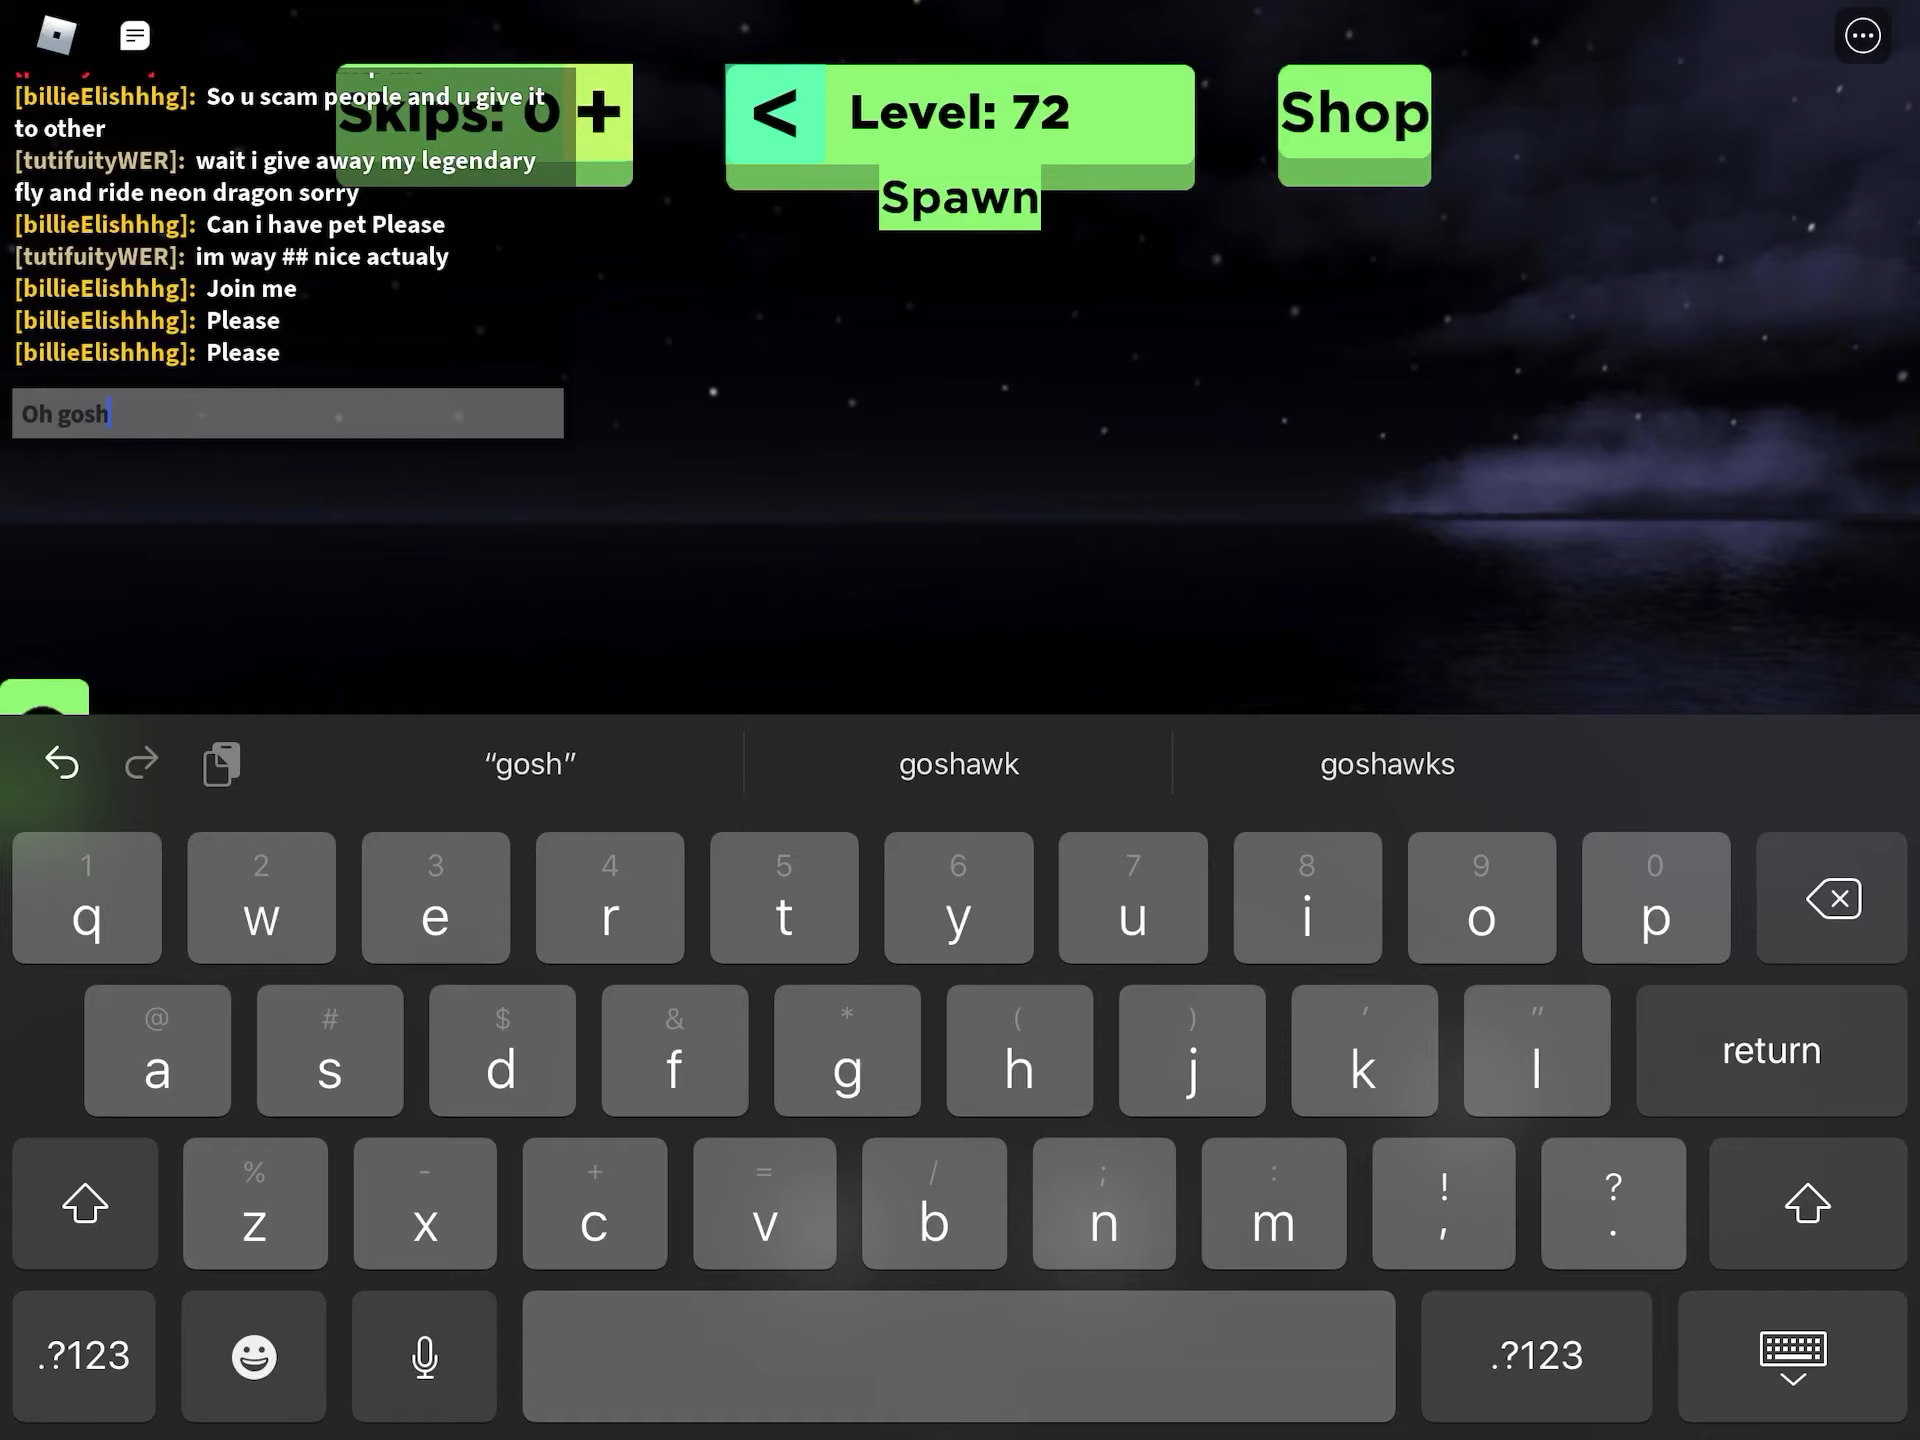 [billieElishhhg]: So u scam people and u give it
to other
[tutifuityWER]: wait i give away my legendary
fly and ride neon dragon sorry
[billieElishhhg]: Can i have pet Please
[tutifuityWER]: im way ## nice actualy
[billieElishhhg]: Join me
[billieElishhhg]: Please
[billieElishhhg]: Please
Oh gosh
Skips: 0 +
< Level: 72
Spawn
Shop
“gosh” goshawk goshawks
1 2 3 4 5 6 7 8 9 0
q w e r t y u i o p
@ # $ & * ( ) ' "
a s d f g h j k l return
% - + = / ; : ! ?
z x c v b n m , .
.?123 .?123